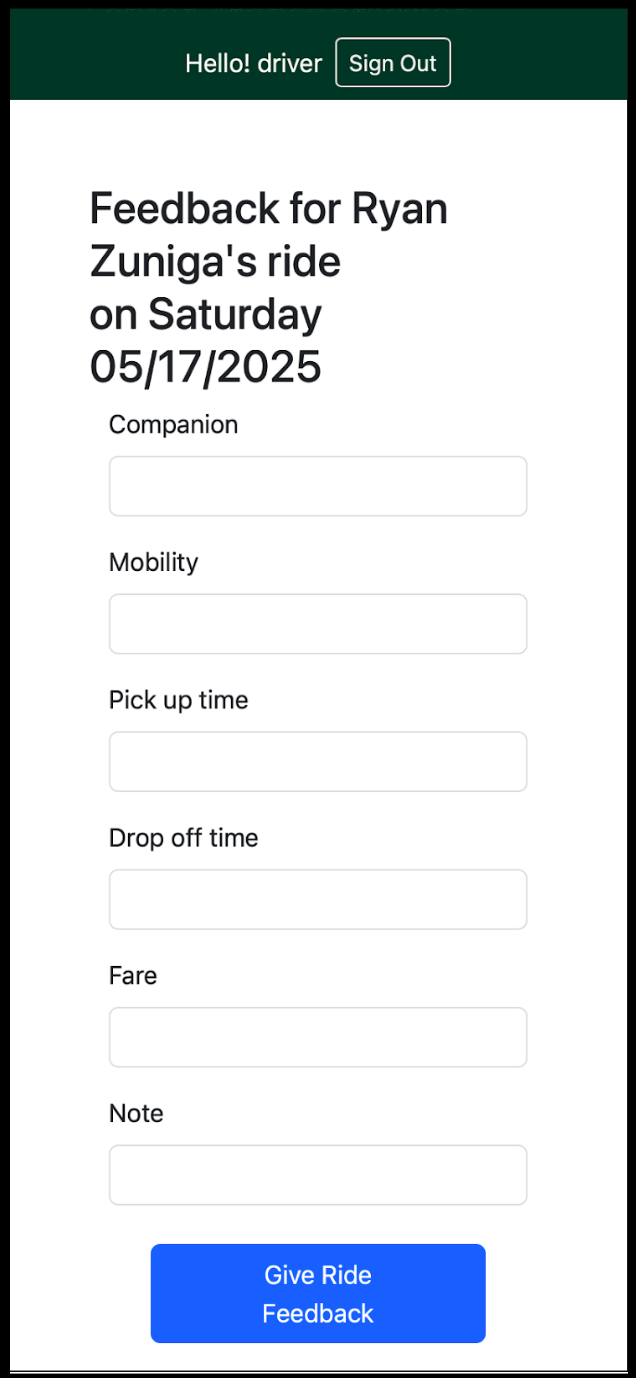 Hello! driver Sign Out
Feedback for Ryan
Zuniga's ride
on Saturday
05/17/2025
Companion
Mobility
Pick up time
Drop off time
Fare
Note
Give Ride
Feedback